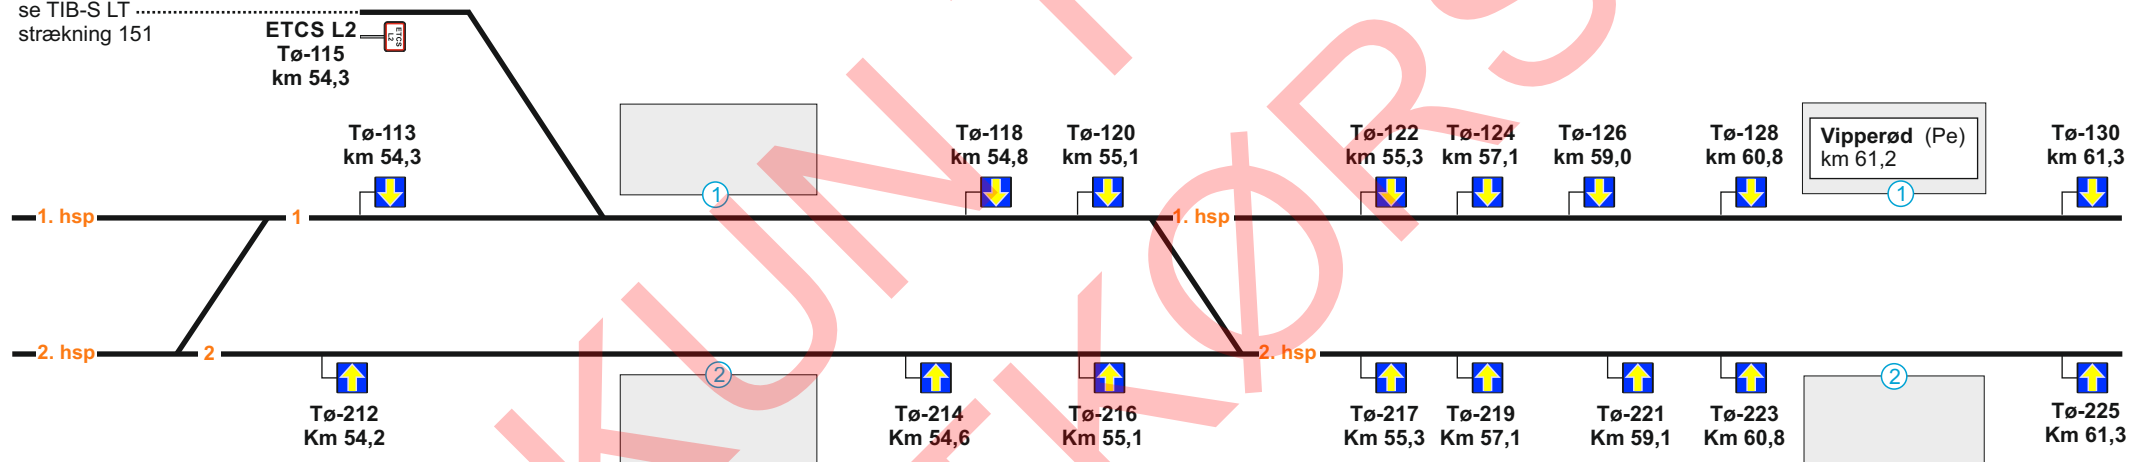 se TIB-S LT
strækning 151
ETCS L2
Tø-115
km 54,3
ETCS
L2
Tø-113
km 54,3
Tø-118
km 54,8
Tø-120
km 55,1
Tø-122
km 55,3
Tø-124
km 57,1
Tø-126
km 59,0
Tø-128
km 60,8
Vipperød (Pe)
km 61,2
Tø-130
km 61,3
1
1
1. hsp
1
1. hsp
2. hsp
2
2. hsp
2
2
Tø-212
Km 54,2
Tø-214
Km 54,6
Tø-216
Km 55,1
Tø-217
Km 55,3
Tø-219
Km 57,1
Tø-221
Km 59,1
Tø-223
Km 60,8
Tø-225
Km 61,3